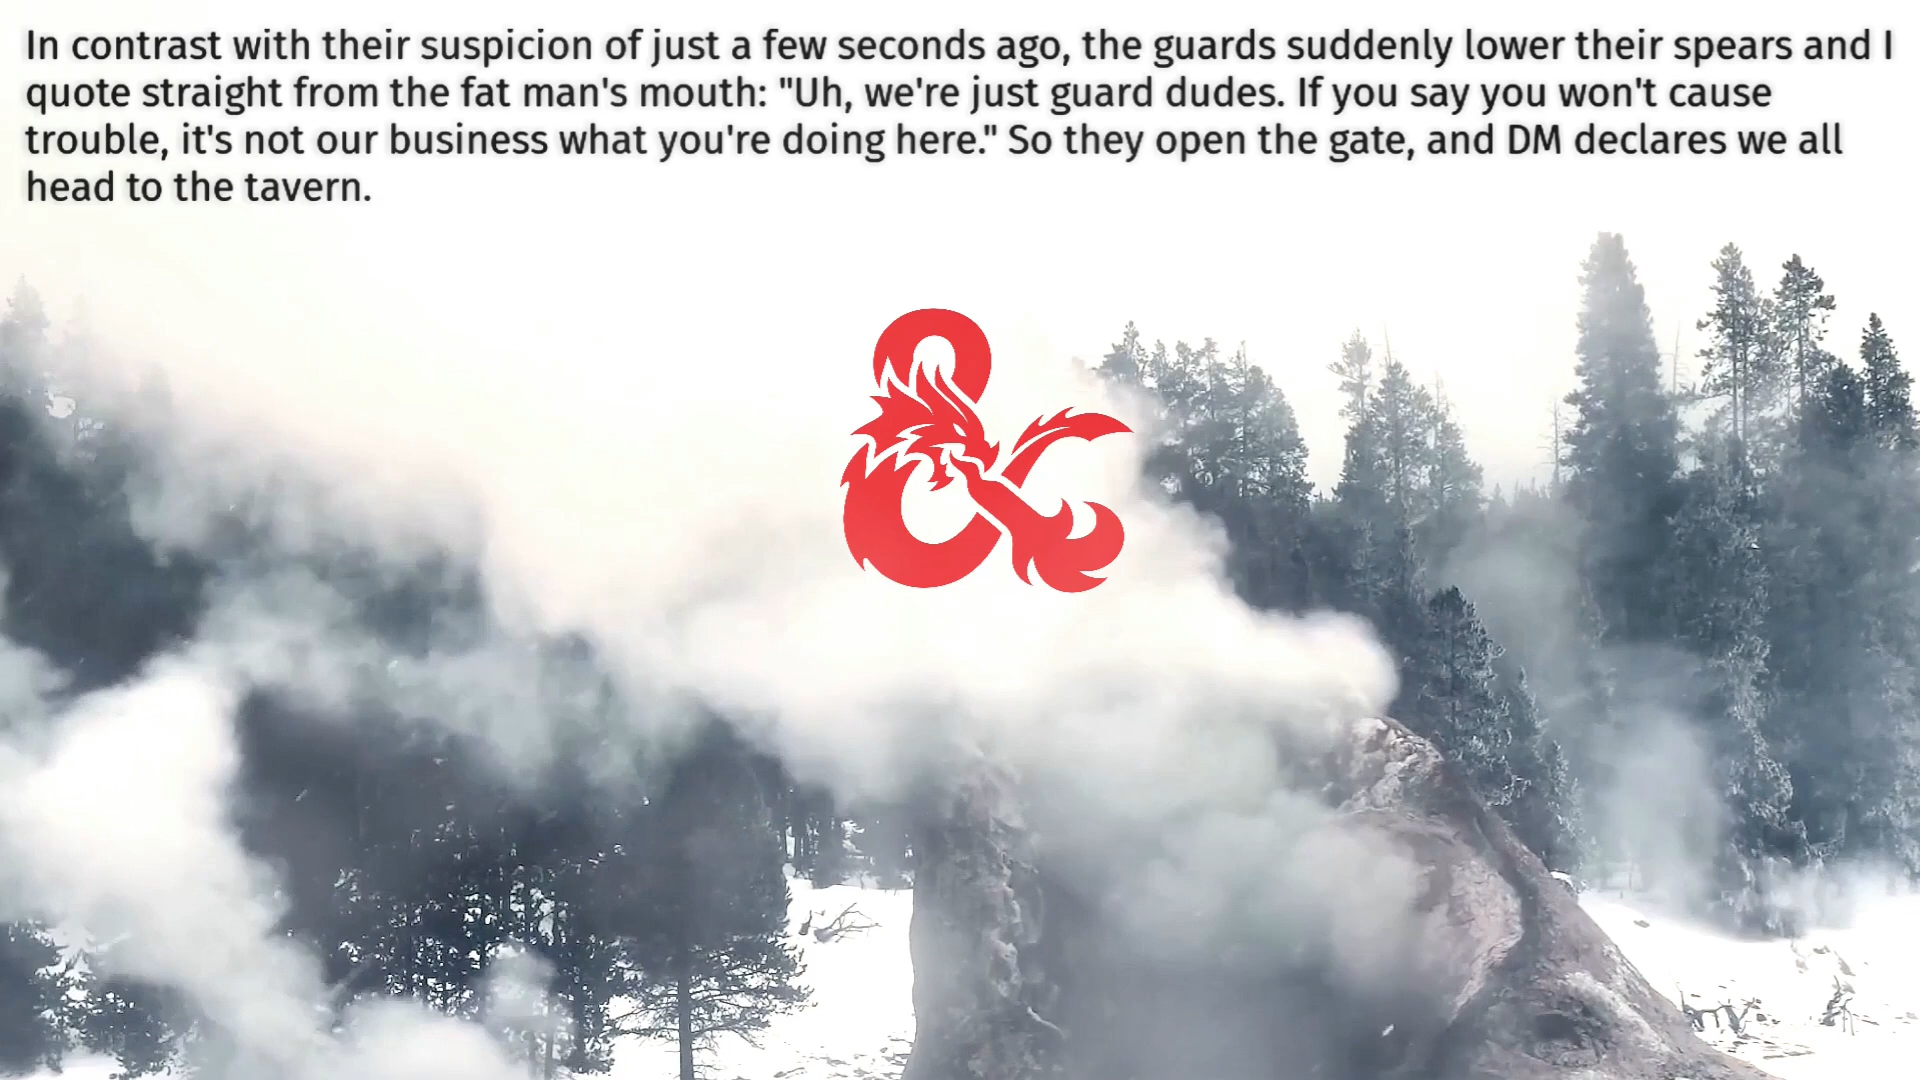 In contrast with their suspicion of just a few seconds ago, the guards suddenly lower their spears and I
quote straight from the fat man's mouth: "Uh, we're just guard dudes. If you say you won't cause
trouble, it's not our business what you're doing here." So they open the gate, and DM declares we all
head to the tavern.